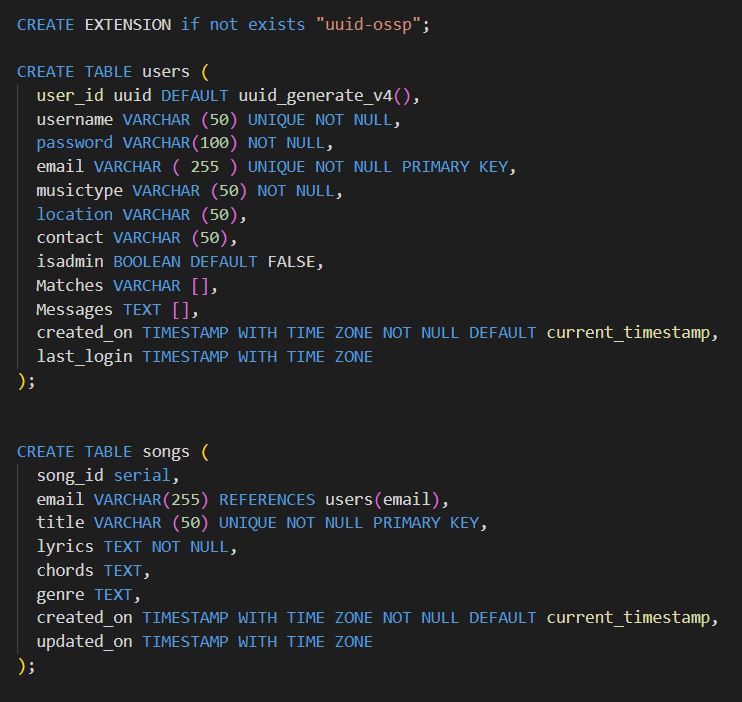 CREATE EXTENSION if not exists "uuid-ossp";
CREATE TABLE users (
user_id uuid DEFAULT uuid_generate_v4(),
username VARCHAR (50) UNIQUE NOT NULL,
password VARCHAR(100) NOT NULL,
email VARCHAR ( 255 ) UNIQUE NOT NULL PRIMARY KEY,
musictype VARCHAR (50) NOT NULL,
location VARCHAR (50),
contact VARCHAR (50),
isadmin BOOLEAN DEFAULT FALSE,
Matches VARCHAR [],
Messages TEXT [],
created_on TIMESTAMP WITH TIME ZONE NOT NULL DEFAULT current_timestamp,
last_login TIMESTAMP WITH TIME ZONE
);
CREATE TABLE songs (
song_id serial,
email VARCHAR(255) REFERENCES users(email),
title VARCHAR (50) UNIQUE NOT NULL PRIMARY KEY,
lyrics TEXT NOT NULL,
chords TEXT,
genre TEXT,
created_on TIMESTAMP WITH TIME ZONE NOT NULL DEFAULT current_timestamp,
updated_on TIMESTAMP WITH TIME ZONE
);